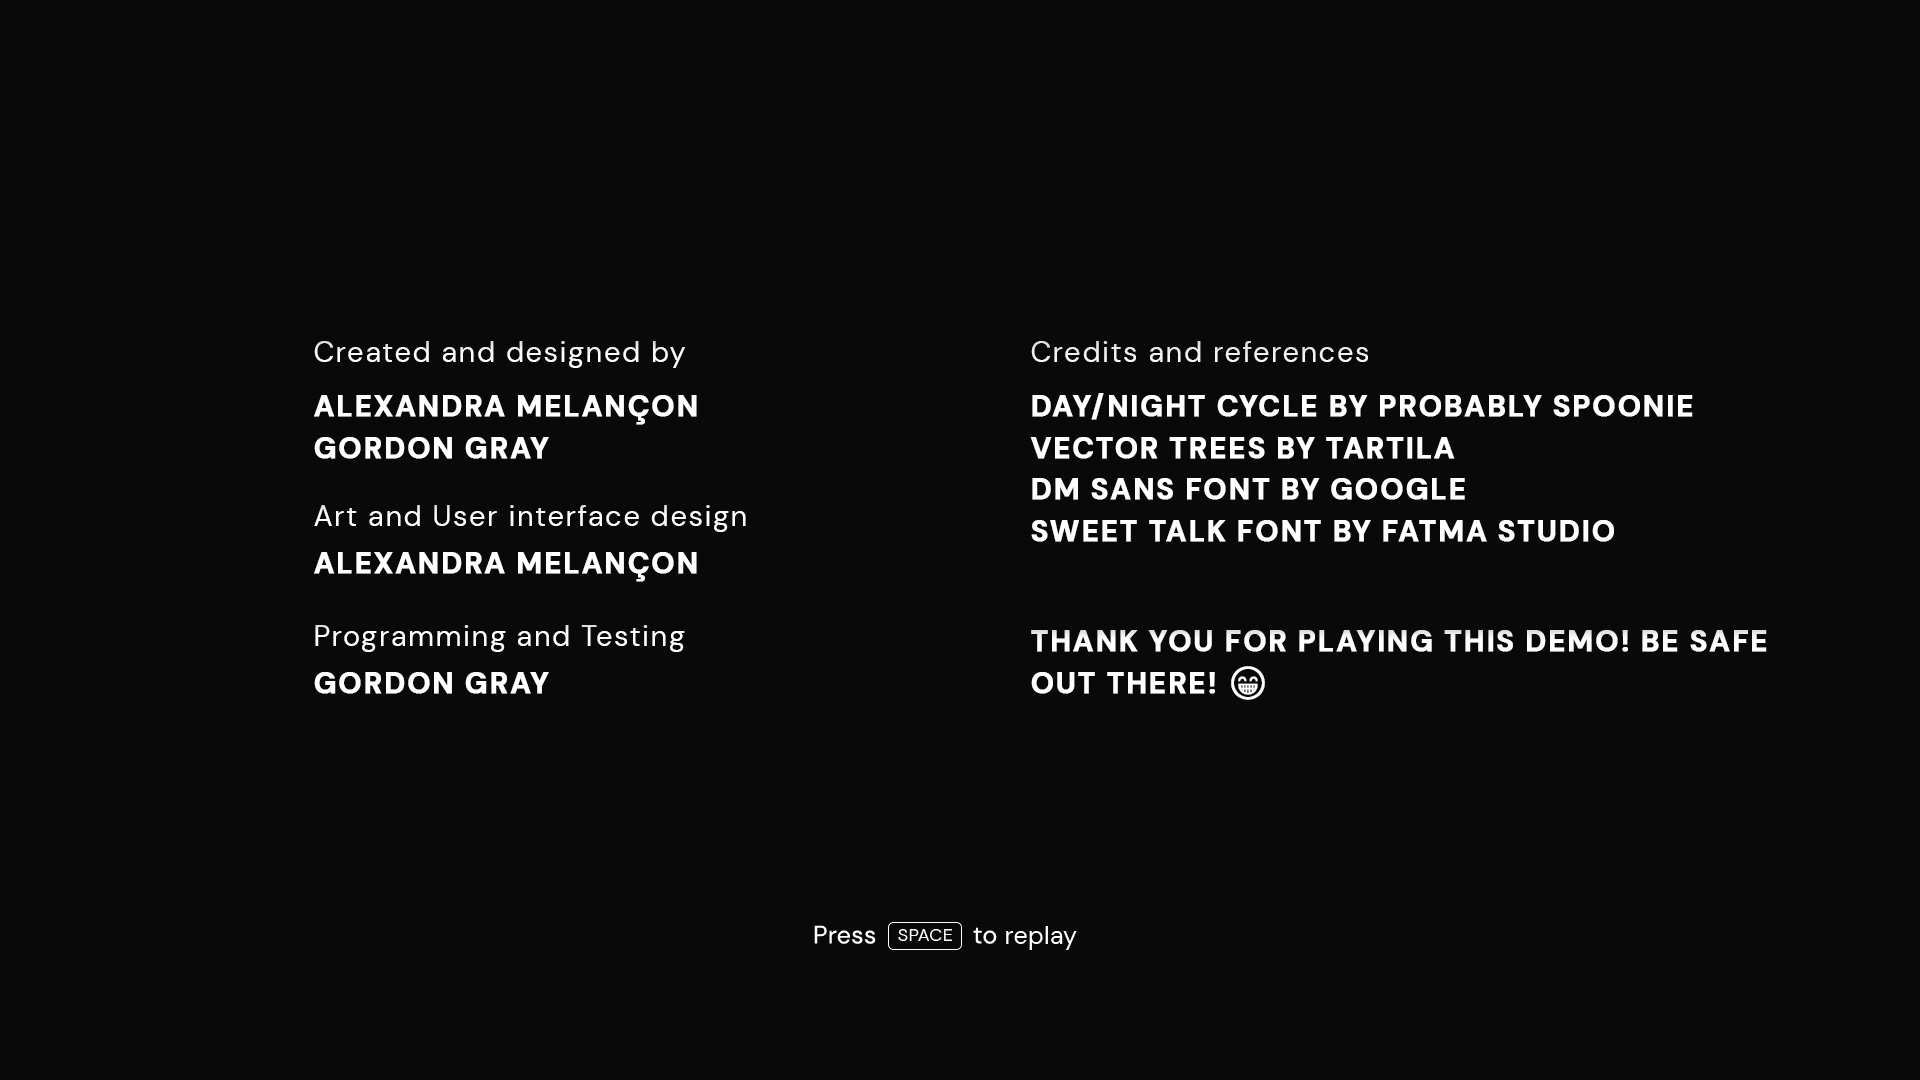 Created and designed by
ALEXANDRA MELANÇON
GORDON GRAY
Art and User interface design
ALEXANDRA MELANÇON
Programming and Testing
GORDON GRAY
Credits and references
DAY/NIGHT CYCLE BY PROBABLY SPOONIE
VECTOR TREES BY TARTILA
DM SANS FONT BY GOOGLE
SWEET TALK FONT BY FATMA STUDIO
THANK YOU FOR PLAYING THIS DEMO! BE SAFE
OUT THERE! 😁
Press SPACE to replay